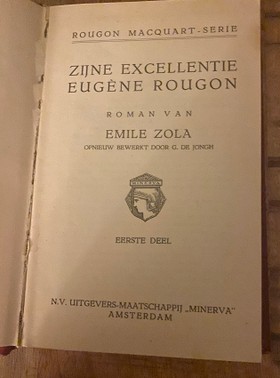 ROUGON MACQUART-SERIE
ZIJNE EXCELLENTIE
EUGÈNE ROUGON
ROMAN VAN
EMILE ZOLA
OPNIEUW BEWERKT DOOR G. DE JONGH
MINERVA
EERSTE DEEL
N.V. UITGEVERS-MAATSCHAPPIJ „MINERVA”
AMSTERDAM